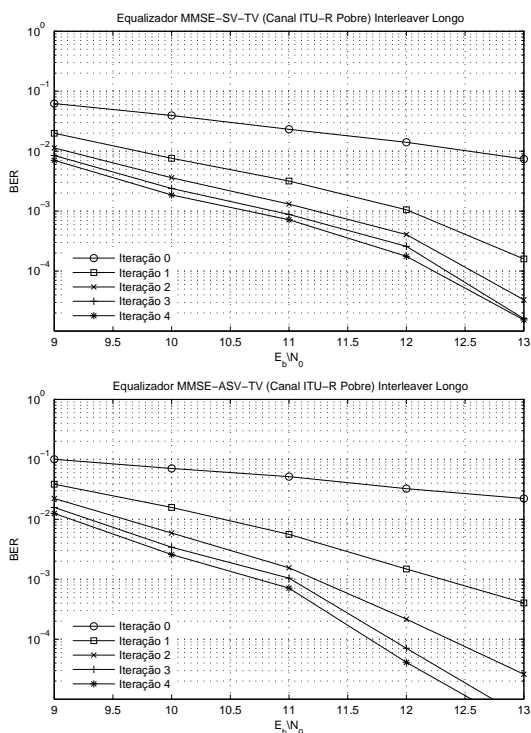 Equalizador MMSE−SV−TV (Canal ITU−R Pobre) Interleaver Longo
10^0
10^−1
10^−2
10^−3
10^−4
BER
Iteração 0
Iteração 1
Iteração 2
Iteração 3
Iteração 4
9 9.5 10 10.5 11 11.5 12 12.5 13
E_b\N_0
Equalizador MMSE−ASV−TV (Canal ITU−R Pobre) Interleaver Longo
10^0
10^−1
10^−2
10^−3
10^−4
BER
Iteração 0
Iteração 1
Iteração 2
Iteração 3
Iteração 4
9 9.5 10 10.5 11 11.5 12 12.5 13
E_b\N_0